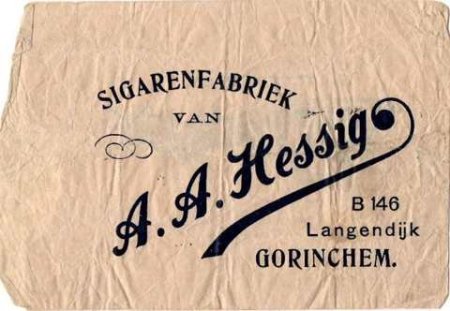 SIGARENFABRIEK
VAN
A. A. Hessig
B 146
Langendijk
GORINCHEM.